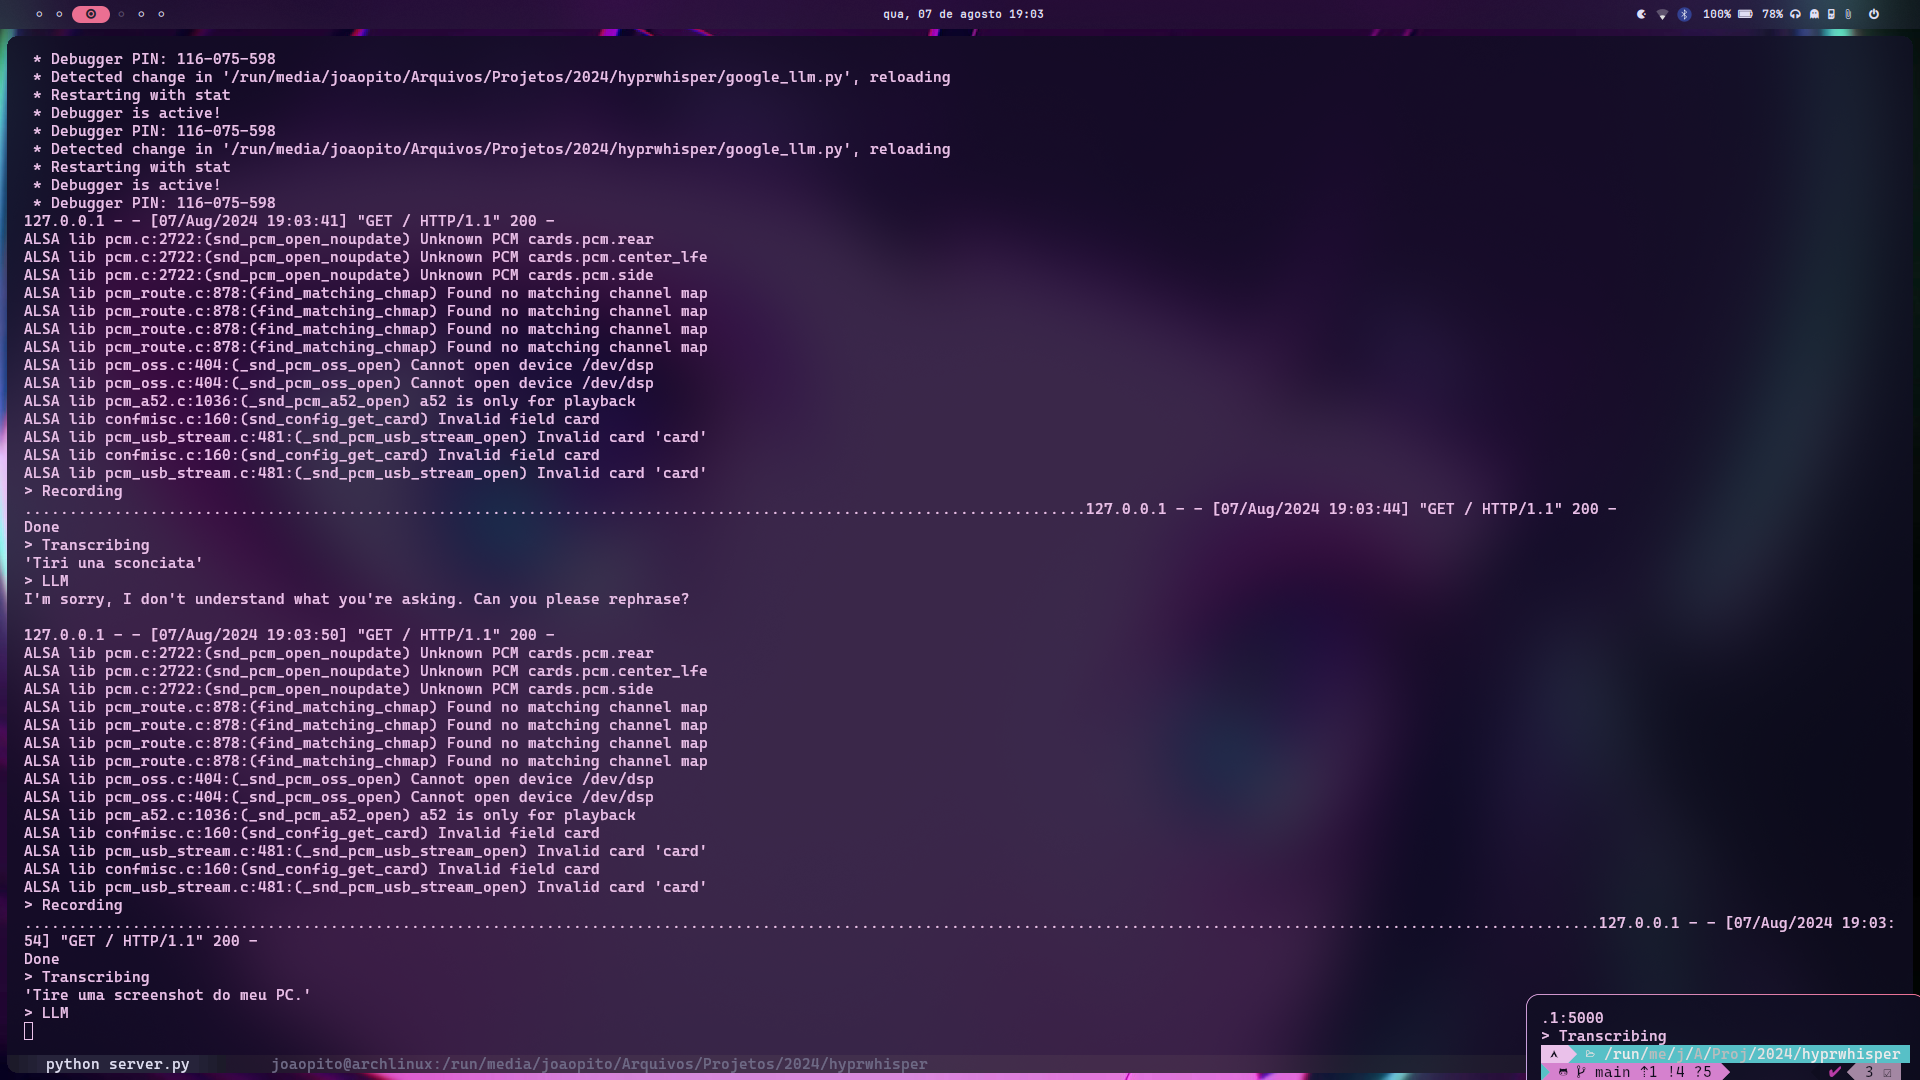 qua, 07 de agosto 19:03
100% 78%
* Debugger PIN: 116-075-598
* Detected change in '/run/media/joaopito/Arquivos/Projetos/2024/hyprwhisper/google_llm.py', reloading
* Restarting with stat
* Debugger is active!
* Debugger PIN: 116-075-598
* Detected change in '/run/media/joaopito/Arquivos/Projetos/2024/hyprwhisper/google_llm.py', reloading
* Restarting with stat
* Debugger is active!
* Debugger PIN: 116-075-598
127.0.0.1 - - [07/Aug/2024 19:03:41] "GET / HTTP/1.1" 200 -
ALSA lib pcm.c:2722:(snd_pcm_open_noupdate) Unknown PCM cards.pcm.rear
ALSA lib pcm.c:2722:(snd_pcm_open_noupdate) Unknown PCM cards.pcm.center_lfe
ALSA lib pcm.c:2722:(snd_pcm_open_noupdate) Unknown PCM cards.pcm.side
ALSA lib pcm_route.c:878:(find_matching_chmap) Found no matching channel map
ALSA lib pcm_route.c:878:(find_matching_chmap) Found no matching channel map
ALSA lib pcm_route.c:878:(find_matching_chmap) Found no matching channel map
ALSA lib pcm_route.c:878:(find_matching_chmap) Found no matching channel map
ALSA lib pcm_oss.c:404:(_snd_pcm_oss_open) Cannot open device /dev/dsp
ALSA lib pcm_oss.c:404:(_snd_pcm_oss_open) Cannot open device /dev/dsp
ALSA lib pcm_a52.c:1036:(_snd_pcm_a52_open) a52 is only for playback
ALSA lib confmisc.c:160:(snd_config_get_card) Invalid field card
ALSA lib pcm_usb_stream.c:481:(_snd_pcm_usb_stream_open) Invalid card 'card'
ALSA lib confmisc.c:160:(snd_config_get_card) Invalid field card
ALSA lib pcm_usb_stream.c:481:(_snd_pcm_usb_stream_open) Invalid card 'card'
> Recording
......................................................................................................................127.0.0.1 - - [07/Aug/2024 19:03:44] "GET / HTTP/1.1" 200 -
Done
> Transcribing
'Tiri una sconciata'
> LLM
I'm sorry, I don't understand what you're asking. Can you please rephrase?
127.0.0.1 - - [07/Aug/2024 19:03:50] "GET / HTTP/1.1" 200 -
ALSA lib pcm.c:2722:(snd_pcm_open_noupdate) Unknown PCM cards.pcm.rear
ALSA lib pcm.c:2722:(snd_pcm_open_noupdate) Unknown PCM cards.pcm.center_lfe
ALSA lib pcm.c:2722:(snd_pcm_open_noupdate) Unknown PCM cards.pcm.side
ALSA lib pcm_route.c:878:(find_matching_chmap) Found no matching channel map
ALSA lib pcm_route.c:878:(find_matching_chmap) Found no matching channel map
ALSA lib pcm_route.c:878:(find_matching_chmap) Found no matching channel map
ALSA lib pcm_route.c:878:(find_matching_chmap) Found no matching channel map
ALSA lib pcm_oss.c:404:(_snd_pcm_oss_open) Cannot open device /dev/dsp
ALSA lib pcm_oss.c:404:(_snd_pcm_oss_open) Cannot open device /dev/dsp
ALSA lib pcm_a52.c:1036:(_snd_pcm_a52_open) a52 is only for playback
ALSA lib confmisc.c:160:(snd_config_get_card) Invalid field card
ALSA lib pcm_usb_stream.c:481:(_snd_pcm_usb_stream_open) Invalid card 'card'
ALSA lib confmisc.c:160:(snd_config_get_card) Invalid field card
ALSA lib pcm_usb_stream.c:481:(_snd_pcm_usb_stream_open) Invalid card 'card'
> Recording
...............................................................................................................................................................................127.0.0.1 - - [07/Aug/2024 19:03:
54] "GET / HTTP/1.1" 200 -
Done
> Transcribing
'Tire uma screenshot do meu PC.'
> LLM
.1:5000
> Transcribing
/run/me/j/A/Proj/2024/hyprwhisper
main ⇡1 !4 ?5 ✔ 3
python server.py joaopito@archlinux:/run/media/joaopito/Arquivos/Projetos/2024/hyprwhisper